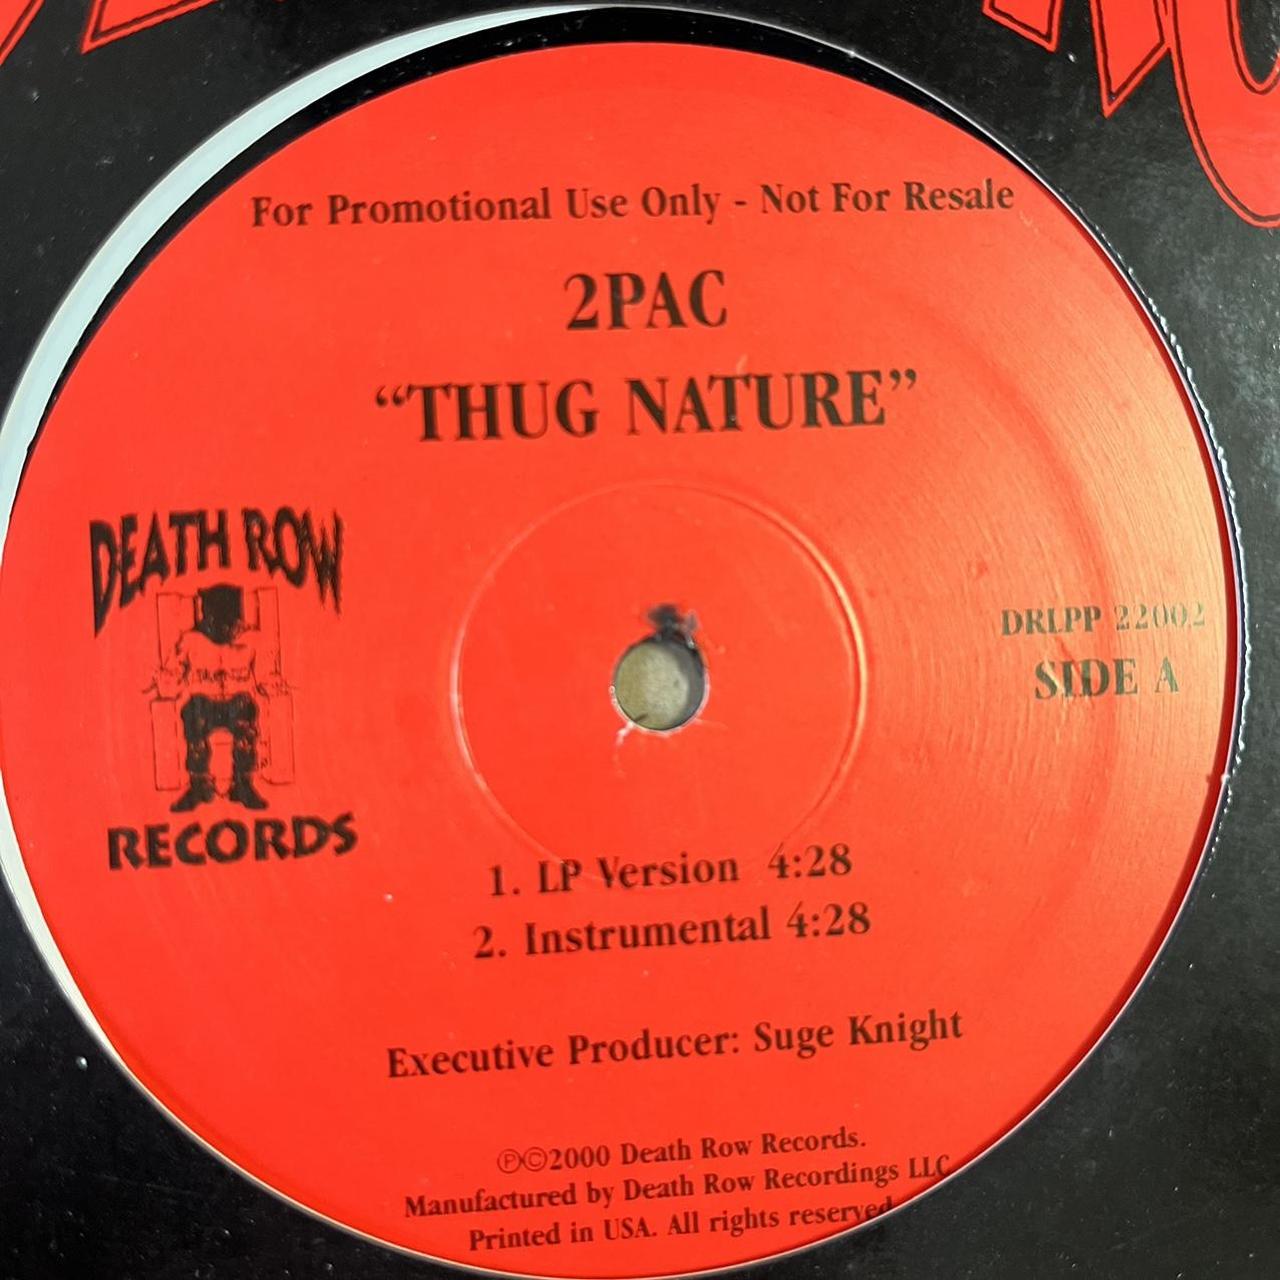 For Promotional Use Only - Not For Resale
2PAC
“THUG NATURE”
DEATH ROW
RECORDS
DRLPP 22002
SIDE A
1. LP Version 4:28
2. Instrumental 4:28
Executive Producer: Suge Knight
Ⓟ©2000 Death Row Records.
Manufactured by Death Row Recordings LLC
Printed in USA. All rights reserved